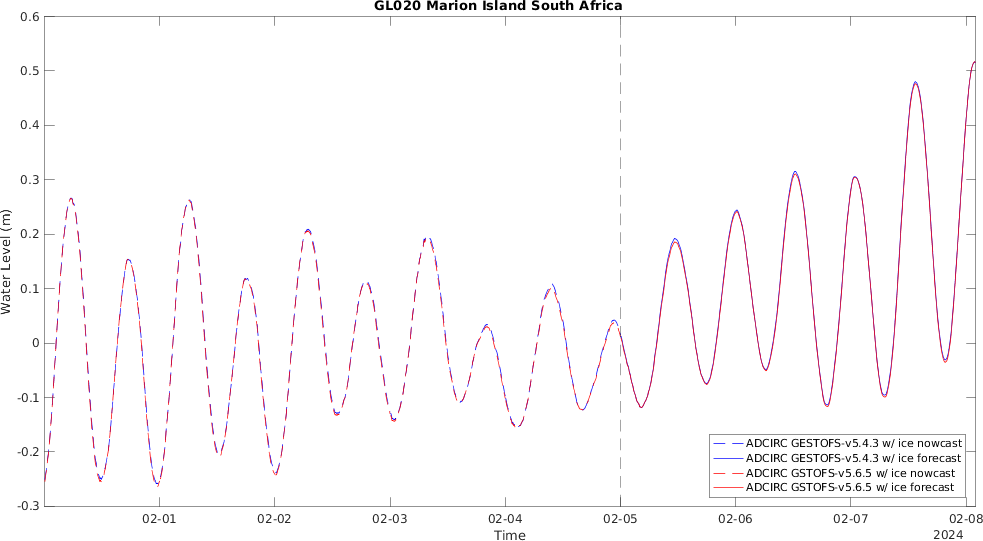 GL020 Marion Island South Africa
0.6
0.5
0.4
0.3
0.2
0.1
0
-0.1
-0.2
-0.3
Water Level (m)
ADCIRC GESTOFS-v5.4.3 w/ ice nowcast
ADCIRC GESTOFS-v5.4.3 w/ ice forecast
ADCIRC GSTOFS-v5.6.5 w/ ice nowcast
ADCIRC GSTOFS-v5.6.5 w/ ice forecast
02-01 02-02 02-03 02-04 02-05 02-06 02-07 02-08
Time 2024